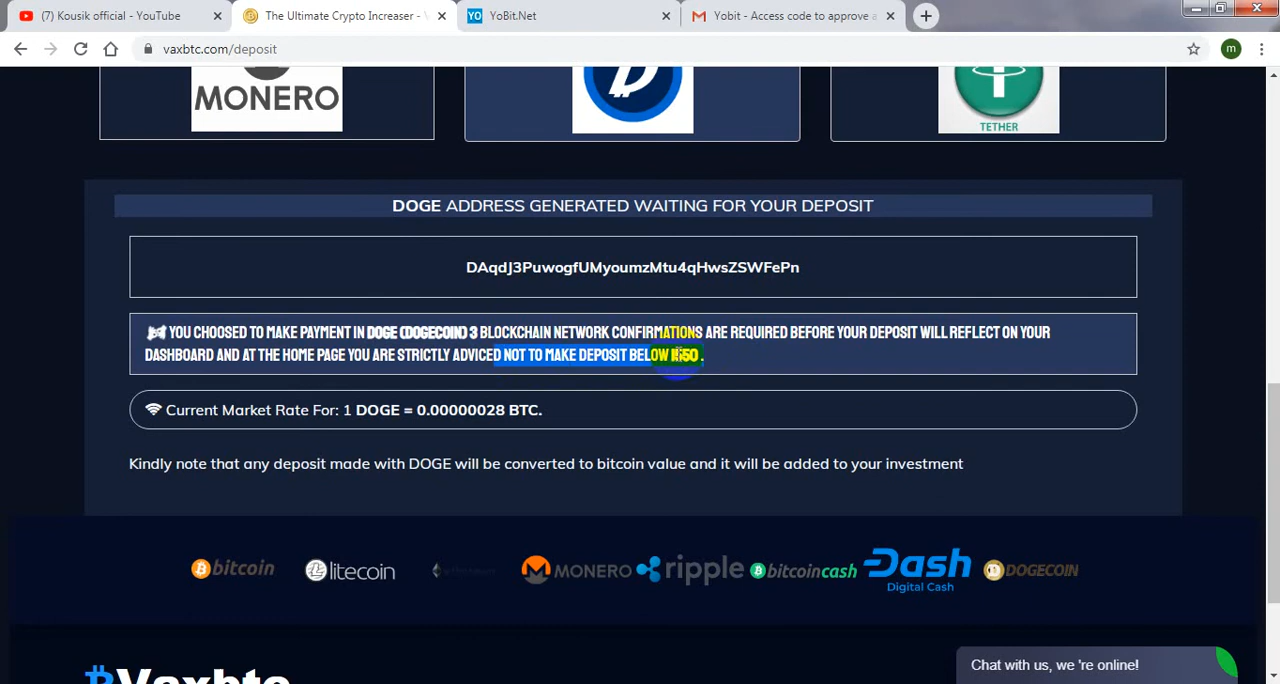 (7) Kousik official - YouTube
The Ultimate Crypto Increaser - V
YO YoBit.Net
Yobit - Access code to approve a
vaxbtc.com/deposit
m
MONERO
TETHER
DOGE ADDRESS GENERATED WAITING FOR YOUR DEPOSIT
DAqdJ3PuwogfUMyoumzMtu4qHwsZSWFePn
YOU CHOOSED TO MAKE PAYMENT IN DOGE (DOGECOIN) 3 BLOCKCHAIN NETWORK CONFIRMATIONS ARE REQUIRED BEFORE YOUR DEPOSIT WILL REFLECT ON YOUR
DASHBOARD AND AT THE HOME PAGE YOU ARE STRICTLY ADVICED NOT TO MAKE DEPOSIT BELOW .
Current Market Rate For: 1 DOGE = 0.00000028 BTC.
Kindly note that any deposit made with DOGE will be converted to bitcoin value and it will be added to your investment
bitcoin
litecoin
MONERO
ripple
bitcoincash
Dash
Digital Cash
DOGECOIN
Vaxbtc
Chat with us, we 're online!